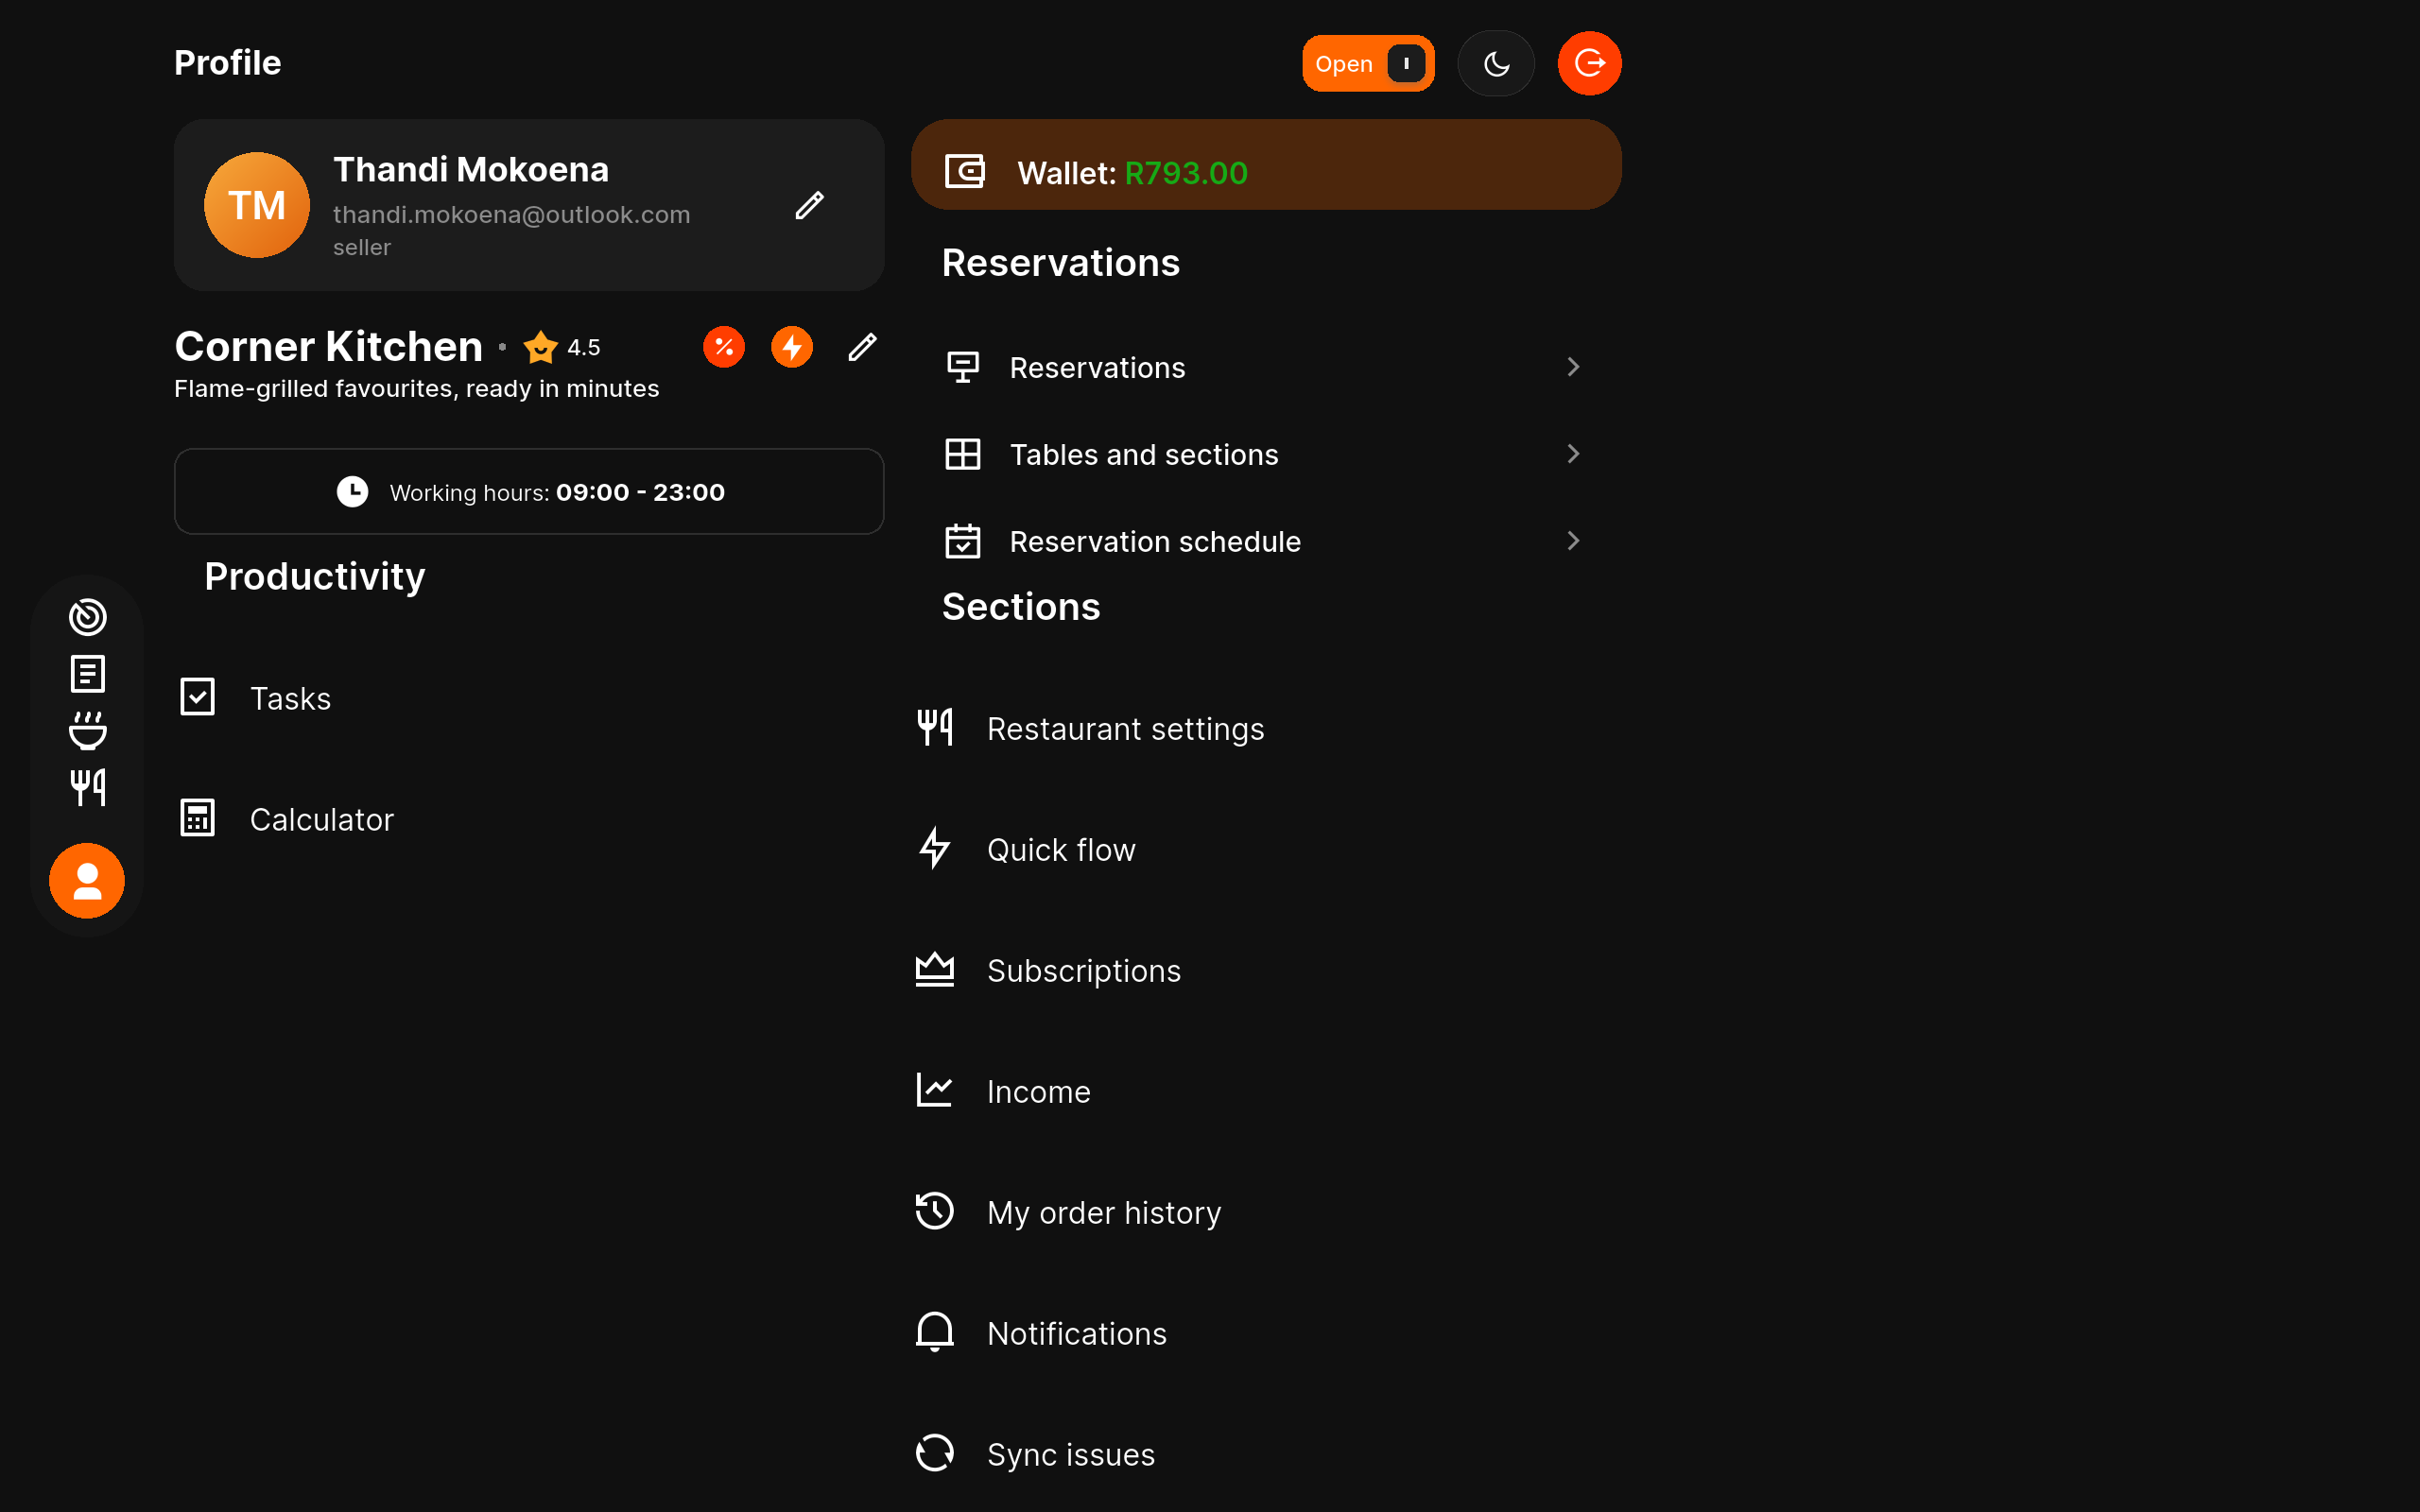 Profile
Open
TM
Thandi Mokoena
thandi.mokoena@outlook.com
seller
Corner Kitchen
4.5
Flame-grilled favourites, ready in minutes
Working hours: 09:00 - 23:00
Productivity
Tasks
Calculator
Wallet: R793.00
Reservations
Reservations
Tables and sections
Reservation schedule
Sections
Restaurant settings
Quick flow
Subscriptions
Income
My order history
Notifications
Sync issues